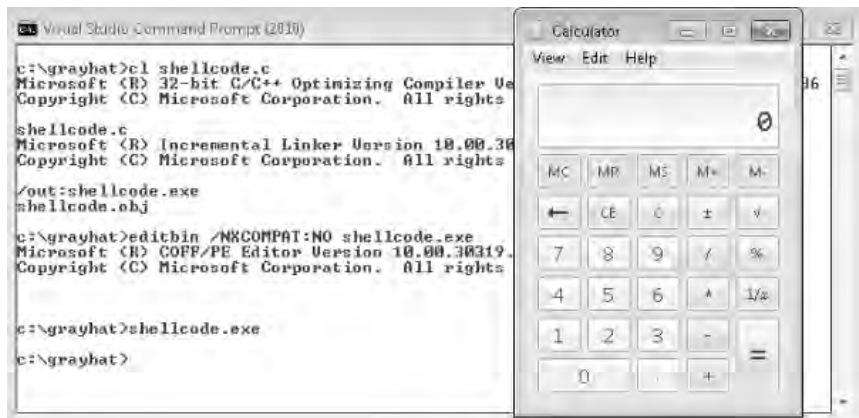 Visual Studio Command Prompt (2010)
c:\grayhat>cl shellcode.c
Microsoft (R) 32-bit C/C++ Optimizing Compiler Ve
86
Copyright (C) Microsoft Corporation. All rights
shellcode.c
Microsoft (R) Incremental Linker Version 10.00.30
Copyright (C) Microsoft Corporation. All rights
/out:shellcode.exe
shellcode.obj
c:\grayhat>editbin /NXCOMPAT:NO shellcode.exe
Microsoft (R) COFF/PE Editor Version 10.00.30319.
Copyright (C) Microsoft Corporation. All rights
c:\grayhat>shellcode.exe
c:\grayhat>
Calculator
View Edit Help
0
MC MR MS M+ M-
← CE C ± √
7 8 9 / %
4 5 6 * 1/x
1 2 3 - =
0 . +